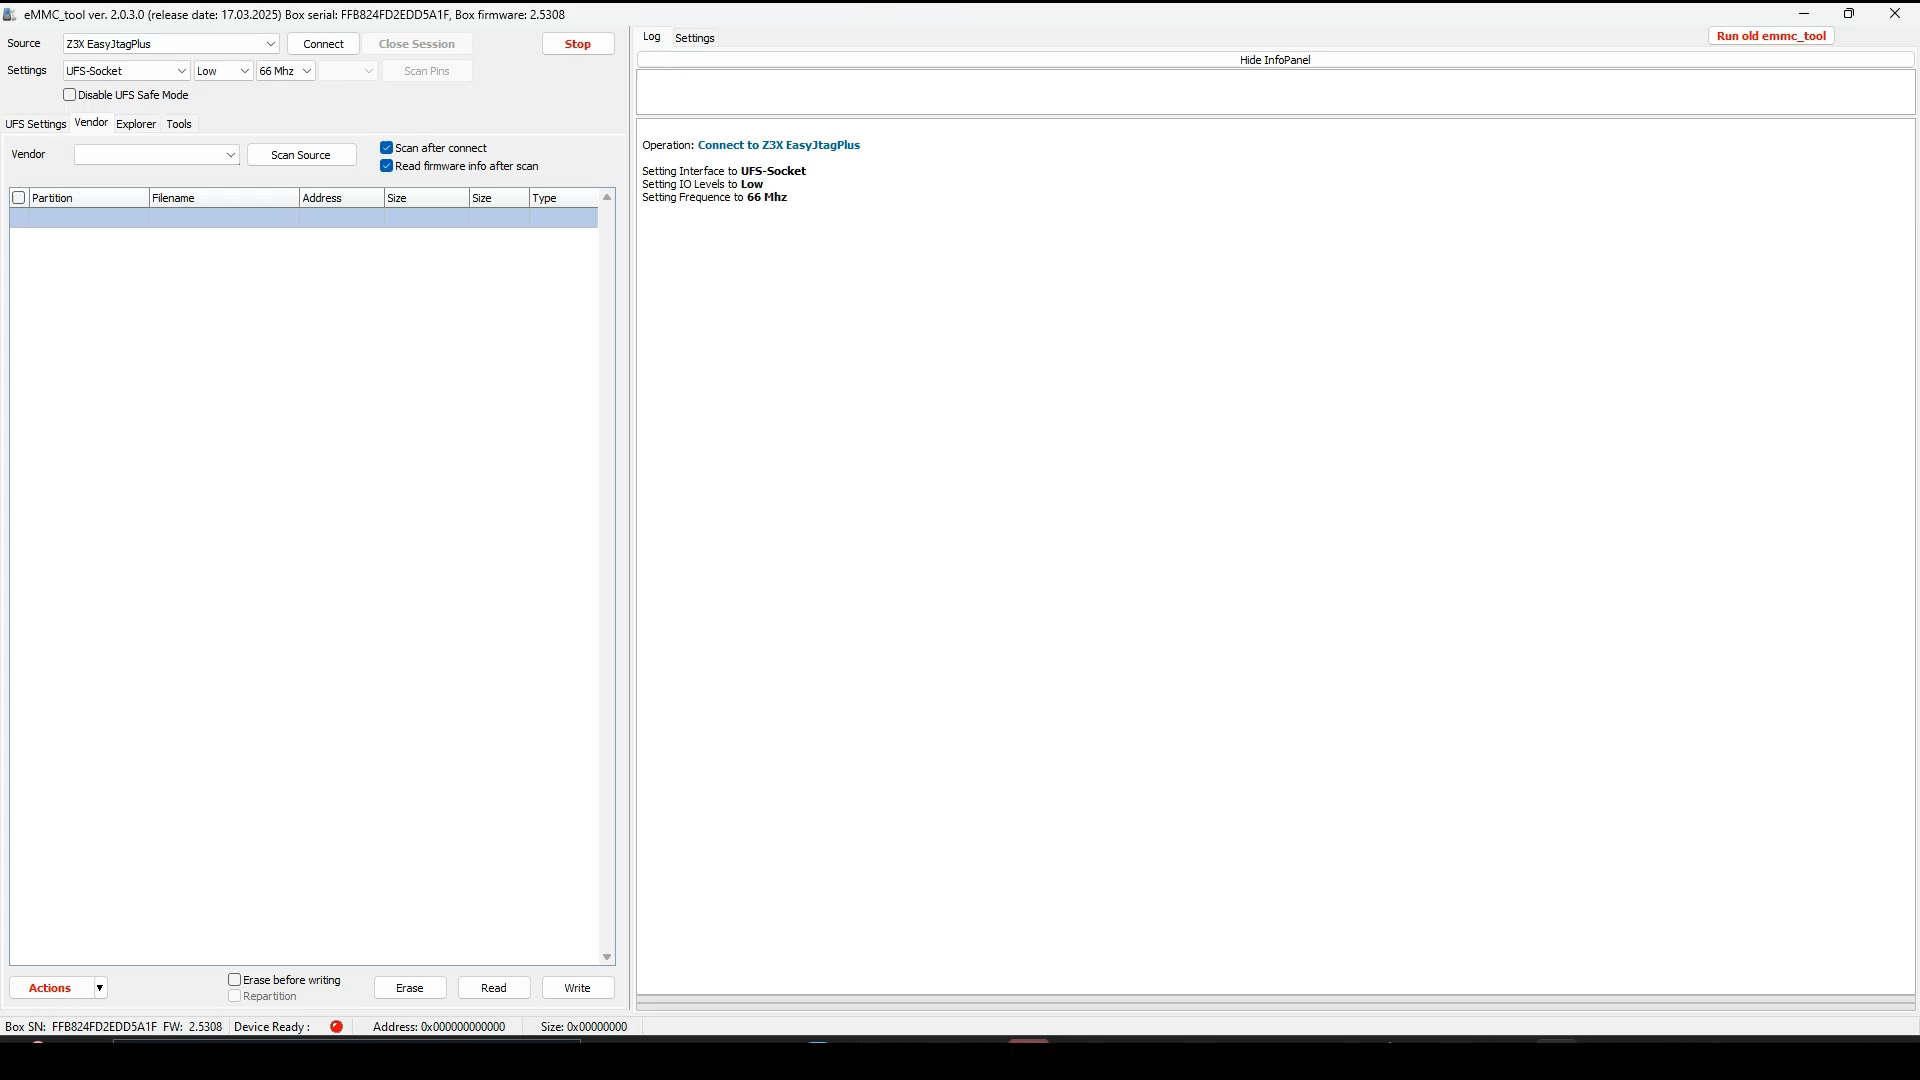 eMMC_tool ver. 2.0.3.0 (release date: 17.03.2025) Box serial: FFB824FD2EDD5A1F, Box firmware: 2.5308
Source Z3X EasyJtagPlus Connect Close Session Stop
Settings UFS-Socket Low 66 Mhz Scan Pins
Disable UFS Safe Mode
UFS Settings Vendor Explorer Tools
Vendor Scan Source
Scan after connect
Read firmware info after scan
Partition Filename Address Size Size Type
Actions
Erase before writing
Repartition
Erase Read Write
Log Settings
Run old emmc_tool
Hide InfoPanel
Operation: Connect to Z3X EasyJtagPlus
Setting Interface to UFS-Socket
Setting IO Levels to Low
Setting Frequence to 66 Mhz
Box SN: FFB824FD2EDD5A1F FW: 2.5308 Device Ready : Address: 0x000000000000 Size: 0x00000000